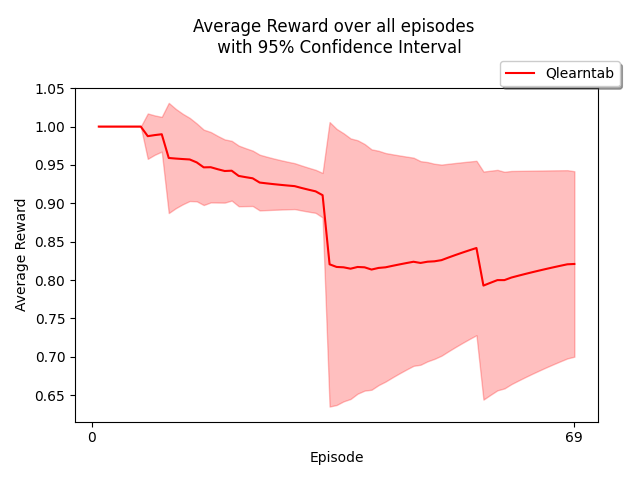 Average Reward over all episodes
with 95% Confidence Interval
Qlearntab
1.05
1.00
0.95
0.90
0.85
0.80
0.75
0.70
0.65
Average Reward
0
69
Episode